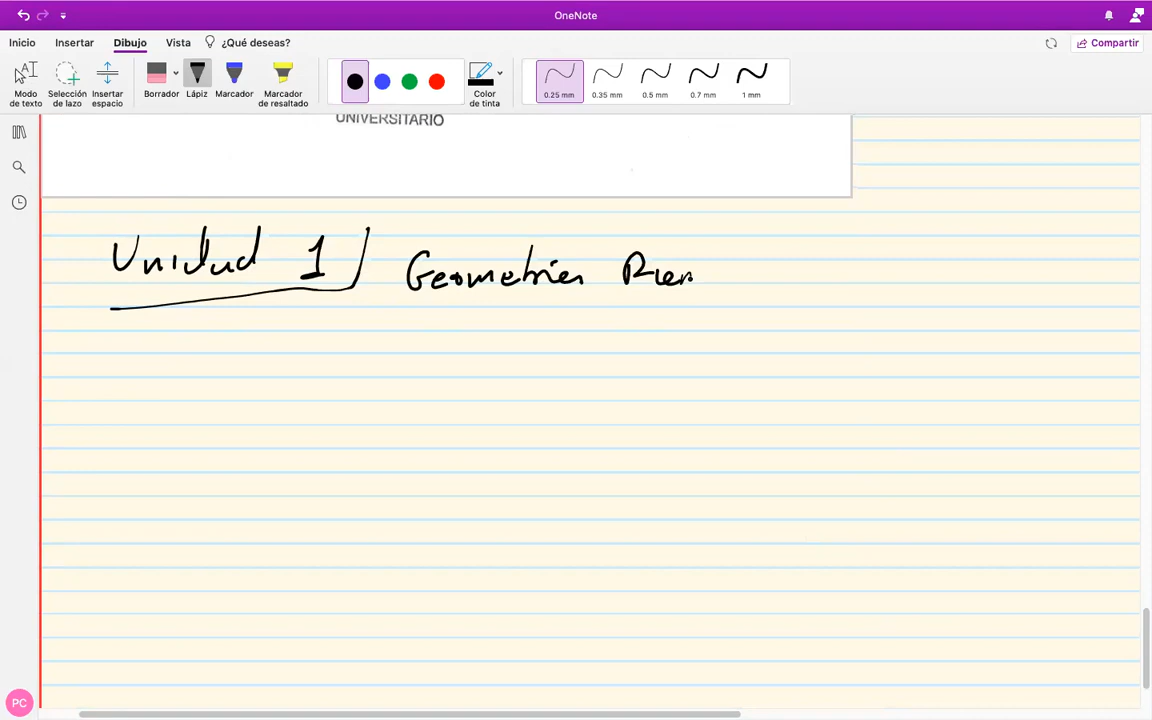 OneNote
Inicio Insertar Dibujo Vista ¿Qué deseas? Compartir
Modo de texto Selección de lazo Insertar espacio Borrador Lápiz Marcador Marcador de resaltado Color de tinta 0.25 mm 0.35 mm 0.5 mm 0.7 mm 1 mm
UNIVERSITARIO
Unidad 1 Geometría Rien
PC